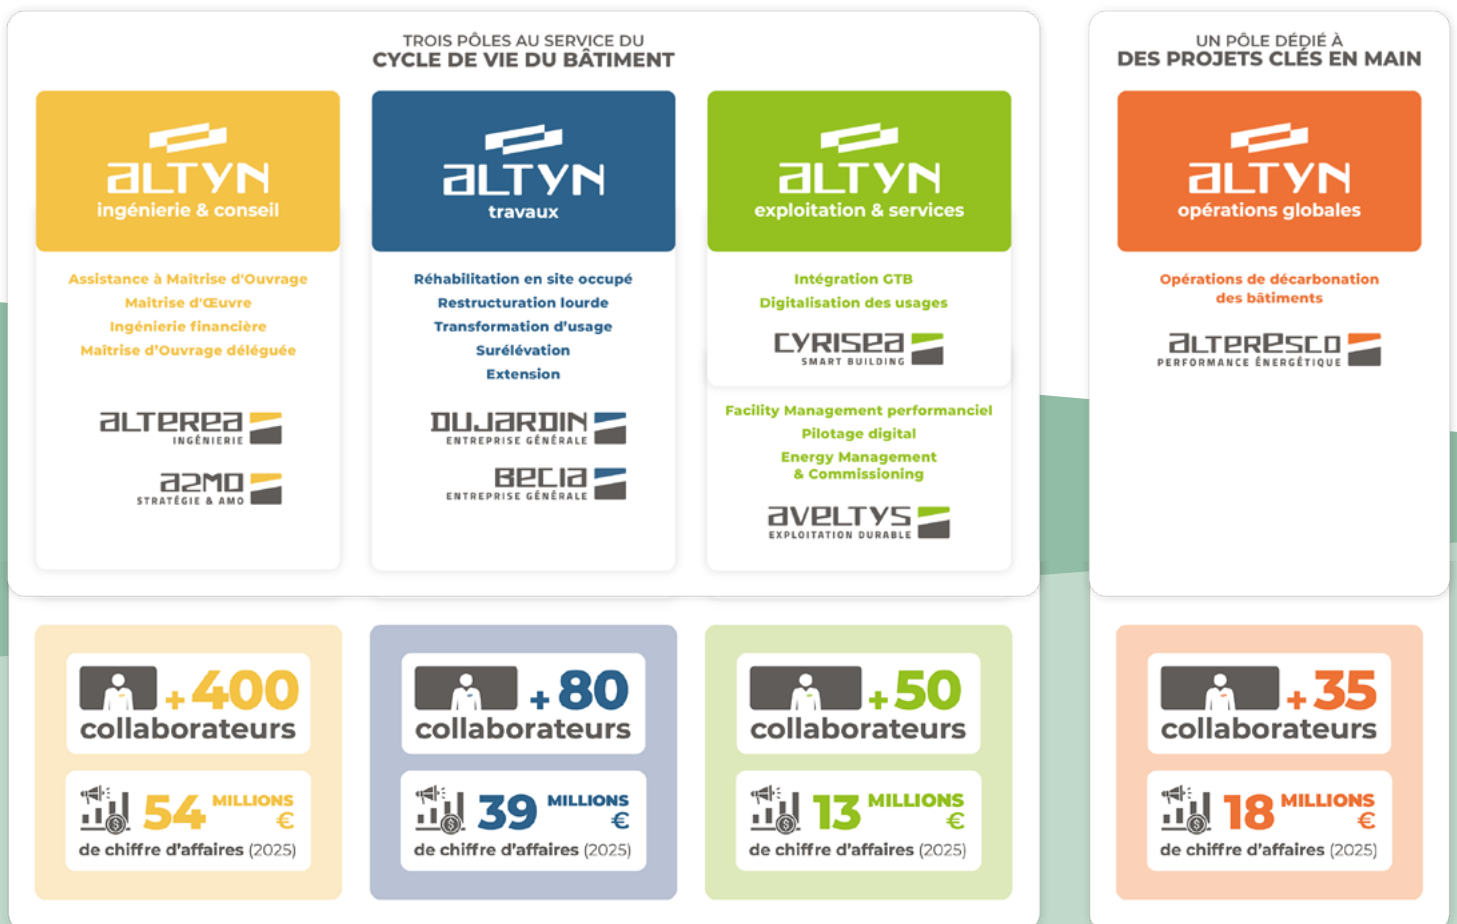 TROIS PÔLES AU SERVICE DU
CYCLE DE VIE DU BÂTIMENT
ALTYN
ingénierie & conseil
Assistance à Maîtrise d'Ouvrage
Maîtrise d'Œuvre
Ingénierie financière
Maîtrise d'Ouvrage déléguée
ALTEREA
INGÉNIERIE
A2MO
STRATÉGIE & AMO
ALTYN
travaux
Réhabilitation en site occupé
Restructuration lourde
Transformation d'usage
Surélévation
Extension
DUJARDIN
ENTREPRISE GÉNÉRALE
BECIA
ENTREPRISE GÉNÉRALE
ALTYN
exploitation & services
Intégration GTB
Digitalisation des usages
CYRISEA
SMART BUILDING
Facility Management performanciel
Pilotage digital
Energy Management
& Commissioning
AVELTYS
EXPLOITATION DURABLE
UN PÔLE DÉDIÉ À
DES PROJETS CLÉS EN MAIN
ALTYN
opérations globales
Opérations de décarbonation
des bâtiments
ALTERESCO
PERFORMANCE ÉNERGÉTIQUE
+ 400
collaborateurs
54 MILLIONS
€
de chiffre d'affaires (2025)
+ 80
collaborateurs
39 MILLIONS
€
de chiffre d'affaires (2025)
+ 50
collaborateurs
13 MILLIONS
€
de chiffre d'affaires (2025)
+ 35
collaborateurs
18 MILLIONS
€
de chiffre d'affaires (2025)